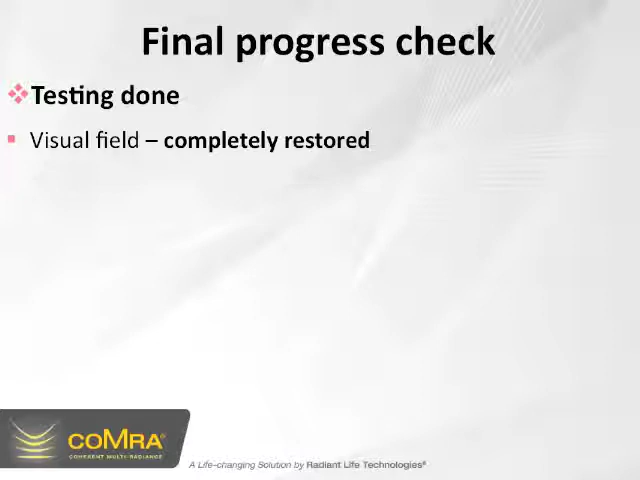 Final progress check
Testing done
Visual field – completely restored
coMra®
COHERENT MULTI-RADIANCE
A Life-changing Solution by Radiant Life Technologies®